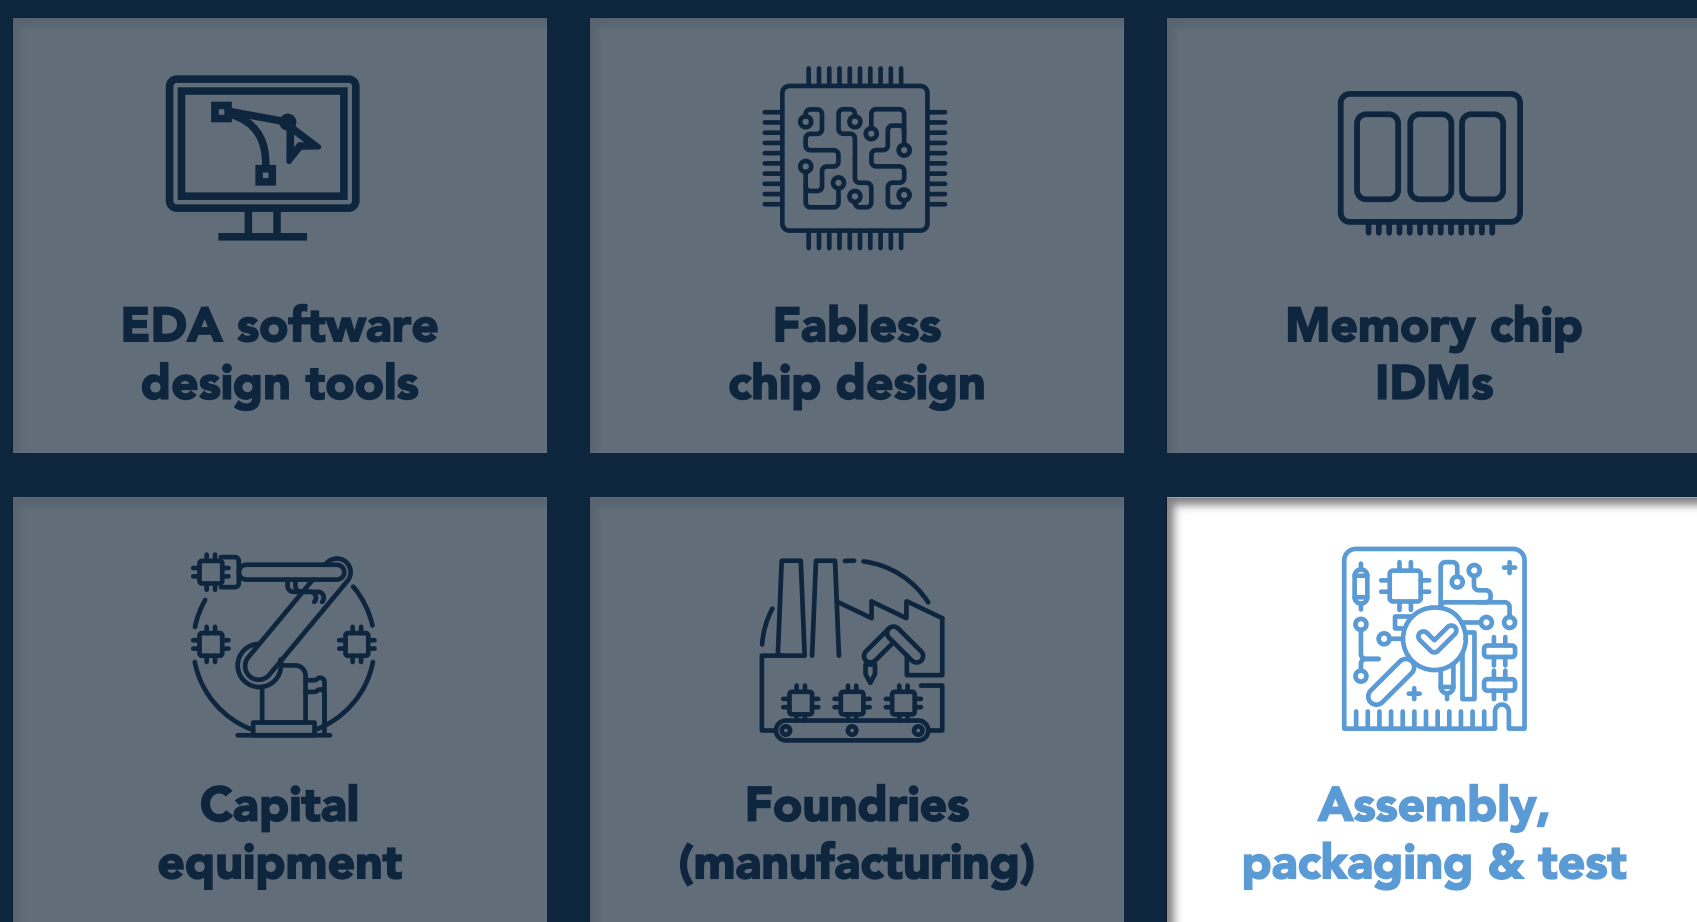 EDA software
design tools
Fabless
chip design
Memory chip
IDMs
Capital
equipment
Foundries
(manufacturing)
Assembly,
packaging & test